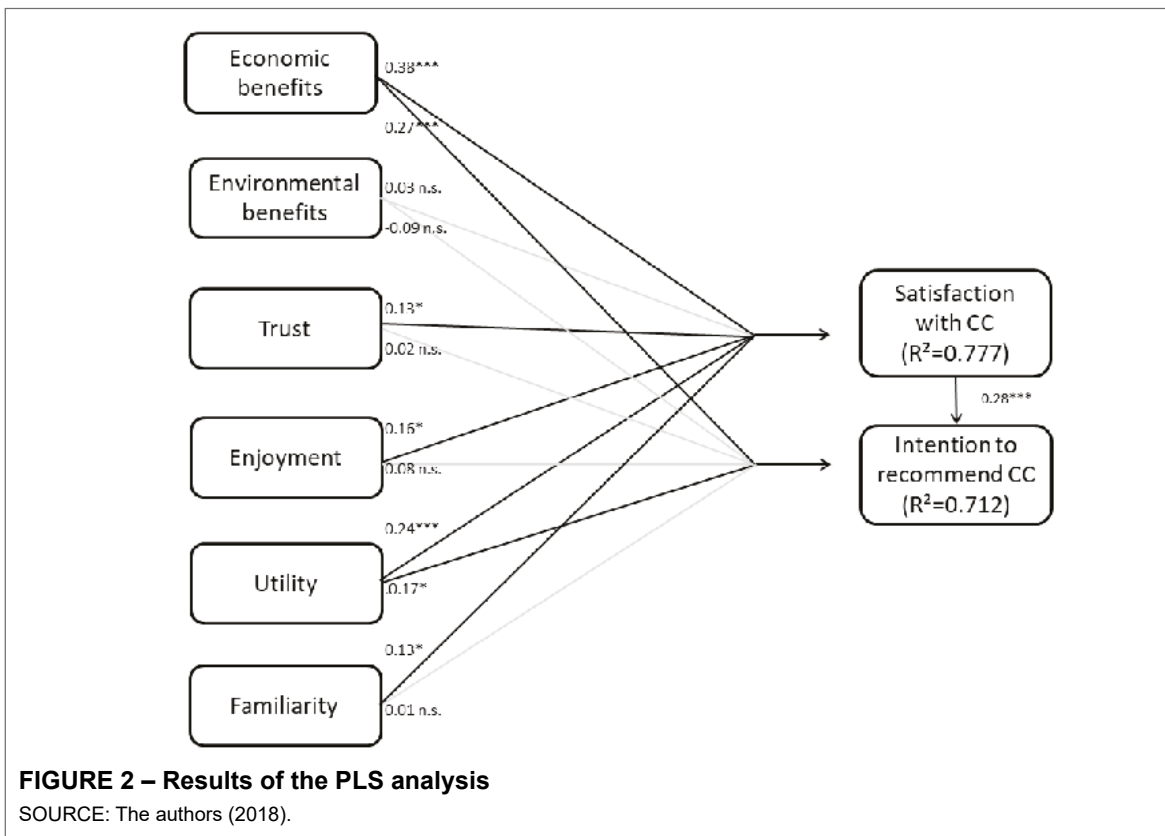 Economic
benefits
0.38***
0.27***
Environmental
benefits
0.03 n.s.
-0.09 n.s.
Trust
0.13*
0.02 n.s.
Enjoyment
0.16*
0.08 n.s.
Utility
0.24***
0.17*
Familiarity
0.13*
0.01 n.s.
Satisfaction
with CC
(R²=0.777)
0.28***
Intention to
recommend CC
(R²=0.712)
FIGURE 2 – Results of the PLS analysis
SOURCE: The authors (2018).